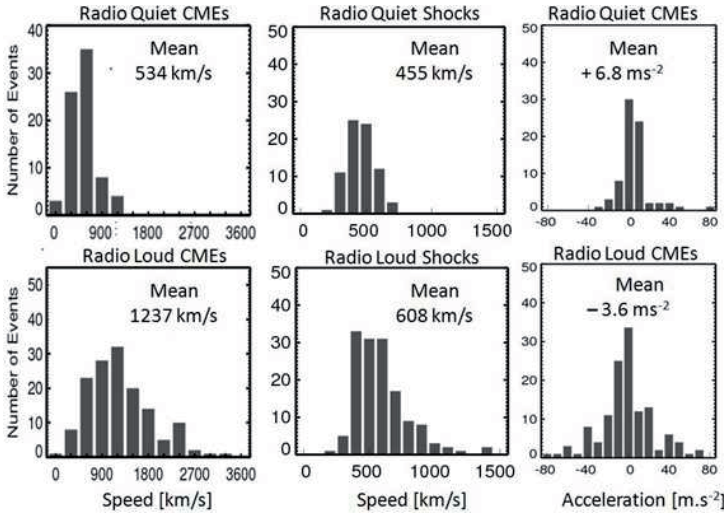 Radio Quiet CMEs
Number of Events
40
30
20
10
0
Mean
534 km/s
0 900 1800 2700 3600
Radio Quiet Shocks
50
40
30
20
10
0
Mean
455 km/s
0 500 1000 1500
Radio Quiet CMEs
50
40
30
20
10
0
Mean
+ 6.8 ms-2
-80 -40 0 40 80
Radio Loud CMEs
Number of Events
50
40
30
20
10
0
Mean
1237 km/s
0 900 1800 2700 3600
Speed [km/s]
Radio Loud Shocks
50
40
30
20
10
0
Mean
608 km/s
0 500 1000 1500
Speed [km/s]
Radio Loud CMEs
50
40
30
20
10
0
Mean
− 3.6 ms-2
-80 -40 0 40 80
Acceleration [m.s-2]